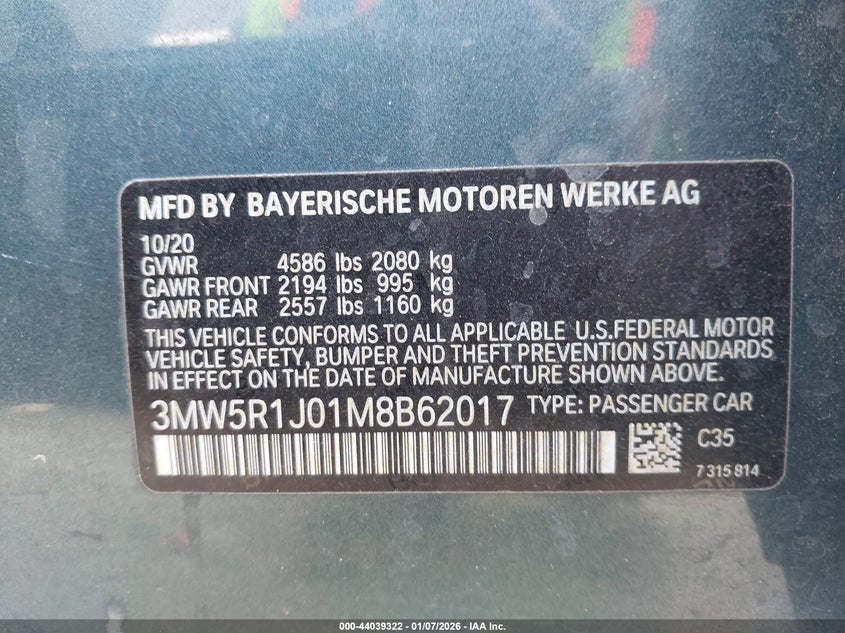 MFD BY BAYERISCHE MOTOREN WERKE AG
10/20
GVWR 4586 lbs 2080 kg
GAWR FRONT 2194 lbs 995 kg
GAWR REAR 2557 lbs 1160 kg
THIS VEHICLE CONFORMS TO ALL APPLICABLE U.S.FEDERAL MOTOR
VEHICLE SAFETY, BUMPER AND THEFT PREVENTION STANDARDS
IN EFFECT ON THE DATE OF MANUFACTURE SHOWN ABOVE.
3MW5R1J01M8B62017 TYPE: PASSENGER CAR
C35
7 315 814
000-44039322 | 01/07/2026 | IAA Inc.